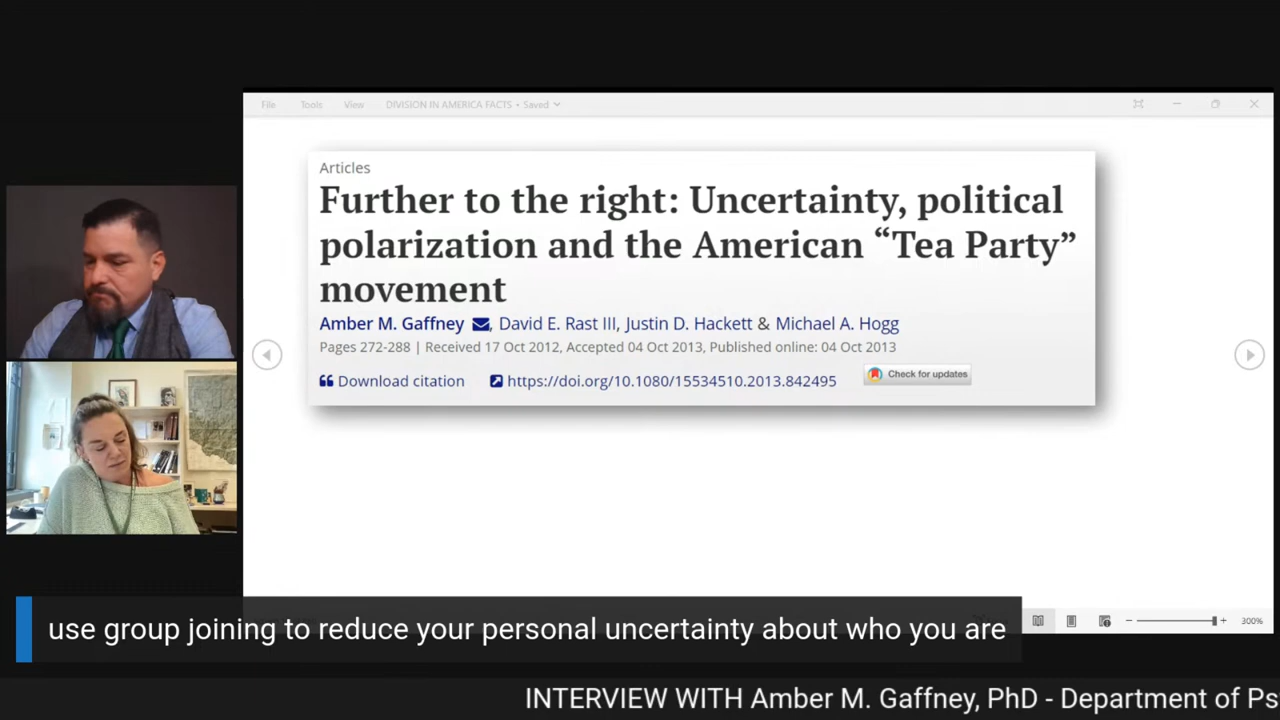 File Tools View DIVISION IN AMERICA FACTS • Saved
Articles
Further to the right: Uncertainty, political
polarization and the American “Tea Party”
movement
Amber M. Gaffney, David E. Rast III, Justin D. Hackett & Michael A. Hogg
Pages 272-288 | Received 17 Oct 2012, Accepted 04 Oct 2013, Published online: 04 Oct 2013
Download citation https://doi.org/10.1080/15534510.2013.842495 Check for updates
use group joining to reduce your personal uncertainty about who you are
300%
INTERVIEW WITH Amber M. Gaffney, PhD - Department of Ps